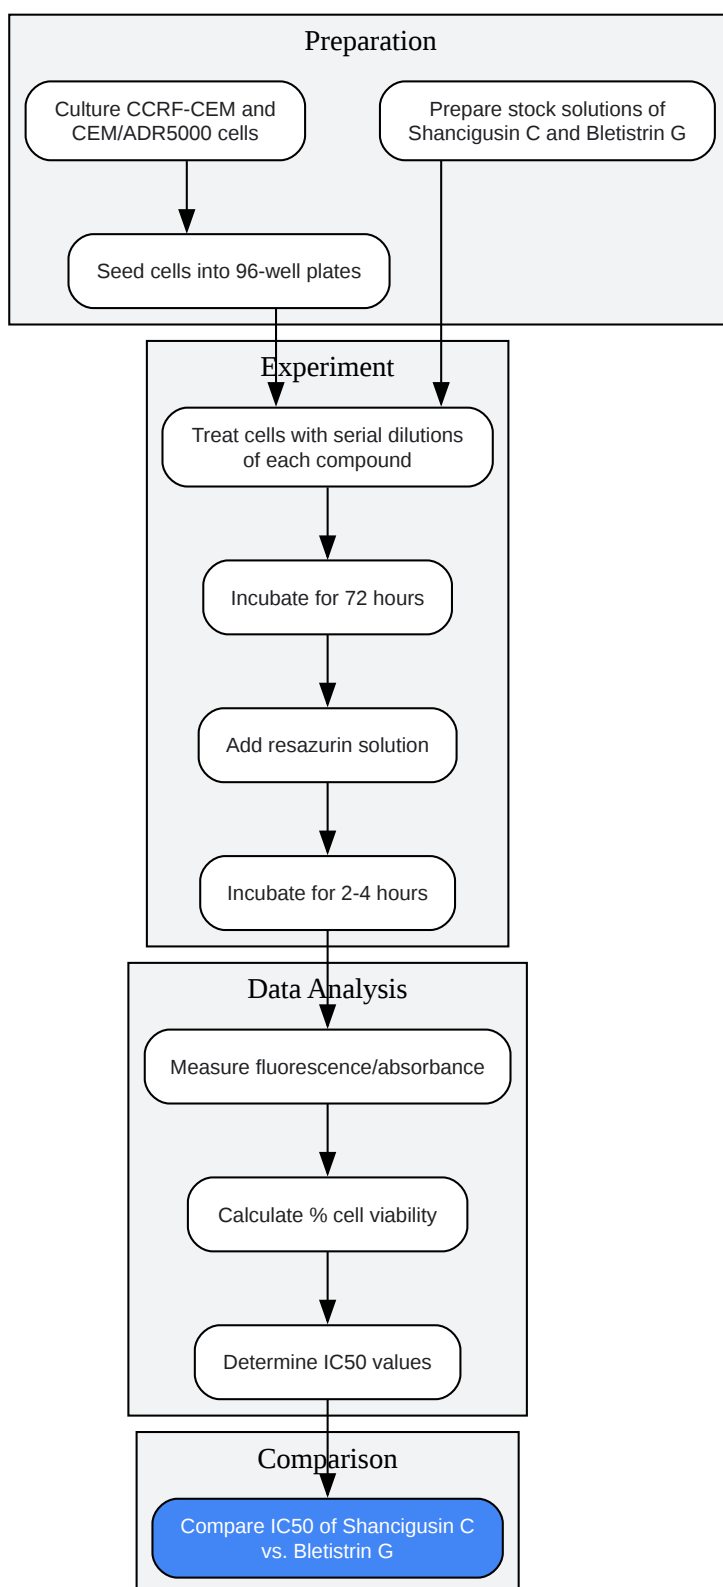 Preparation
Culture CCRF-CEM and
CEM/ADR5000 cells
Prepare stock solutions of
Shancigusin C and Bletistrin G
Seed cells into 96-well plates
Experiment
Treat cells with serial dilutions
of each compound
Incubate for 72 hours
Add resazurin solution
Incubate for 2-4 hours
Data Analysis
Measure fluorescence/absorbance
Calculate % cell viability
Determine IC50 values
Comparison
Compare IC50 of Shancigusin C
vs. Bletistrin G